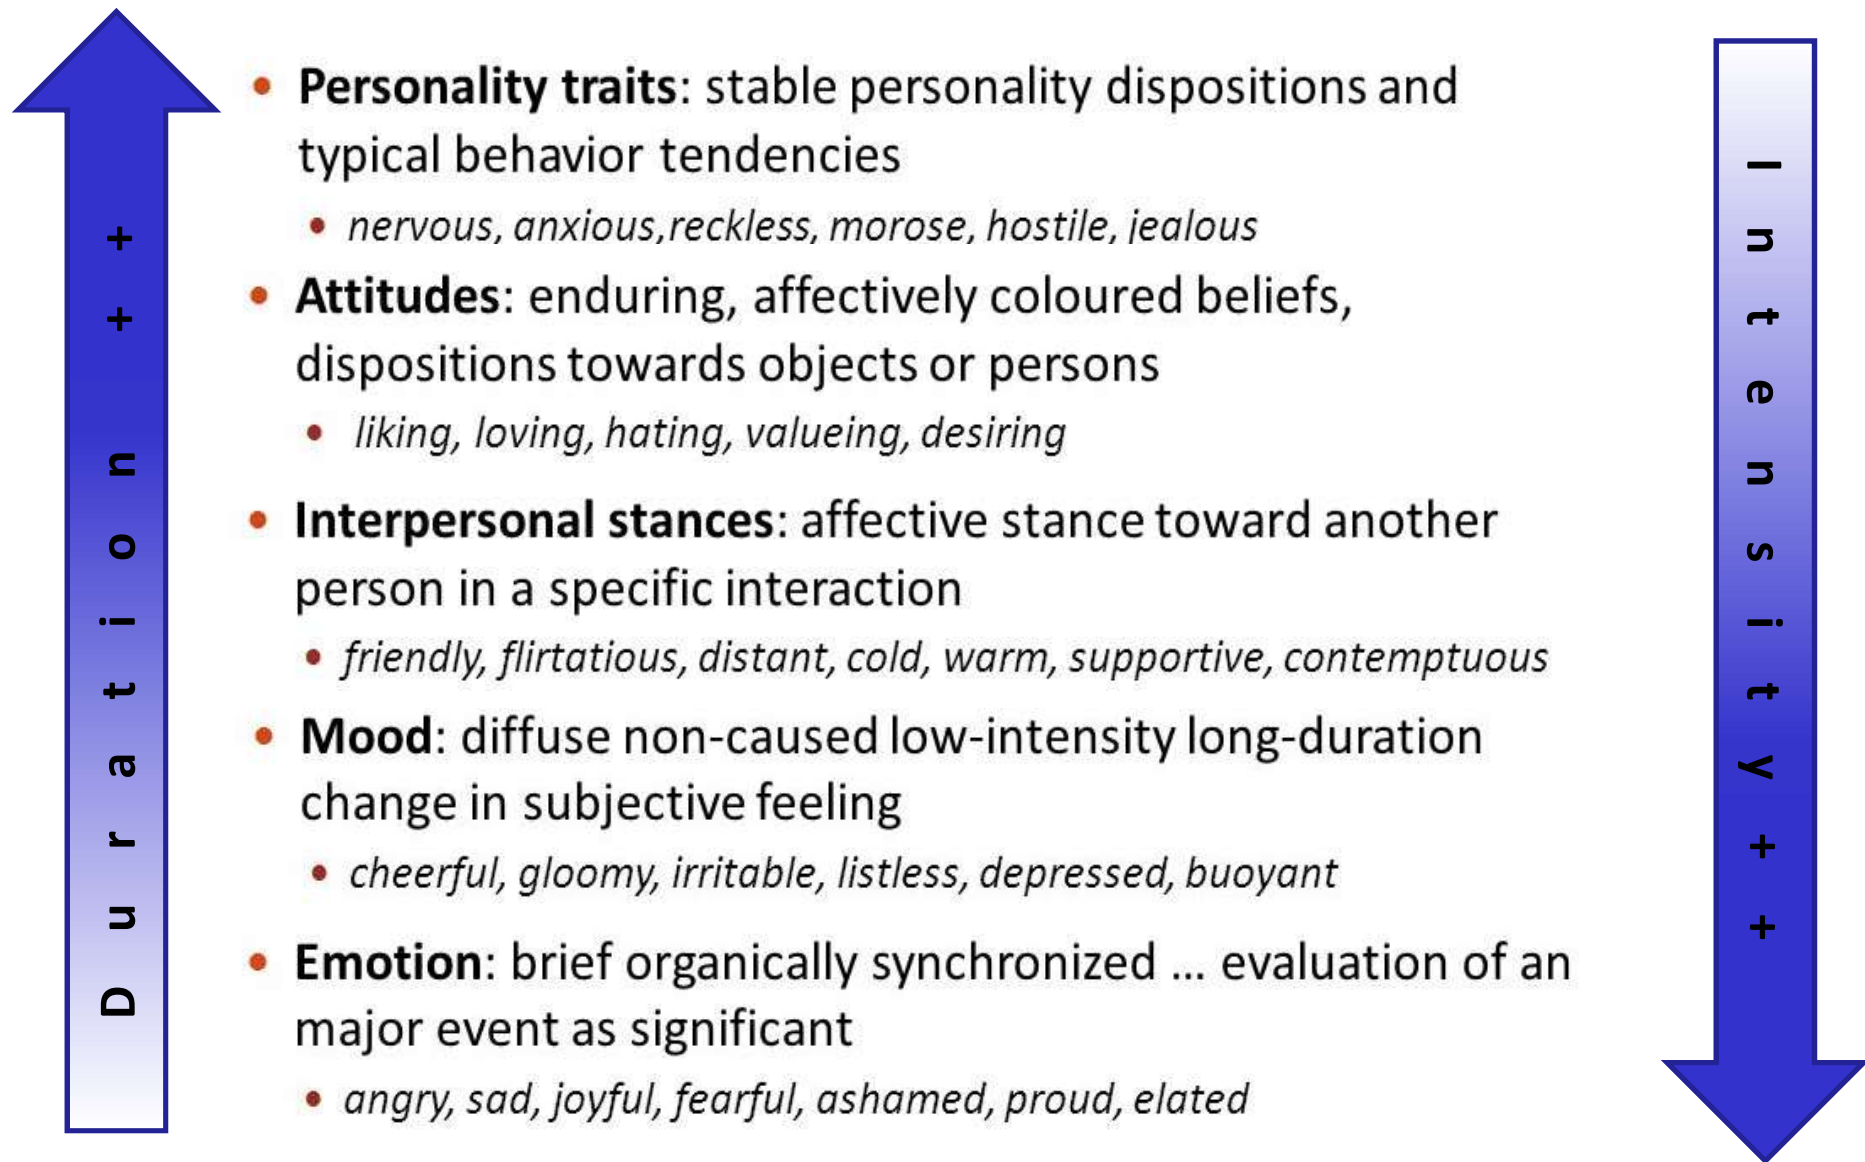 Duration ++
• Personality traits: stable personality dispositions and
typical behavior tendencies
• nervous, anxious,reckless, morose, hostile, jealous
• Attitudes: enduring, affectively coloured beliefs,
dispositions towards objects or persons
• liking, loving, hating, valueing, desiring
• Interpersonal stances: affective stance toward another
person in a specific interaction
• friendly, flirtatious, distant, cold, warm, supportive, contemptuous
• Mood: diffuse non-caused low-intensity long-duration
change in subjective feeling
• cheerful, gloomy, irritable, listless, depressed, buoyant
• Emotion: brief organically synchronized ... evaluation of an
major event as significant
• angry, sad, joyful, fearful, ashamed, proud, elated
Intensity++